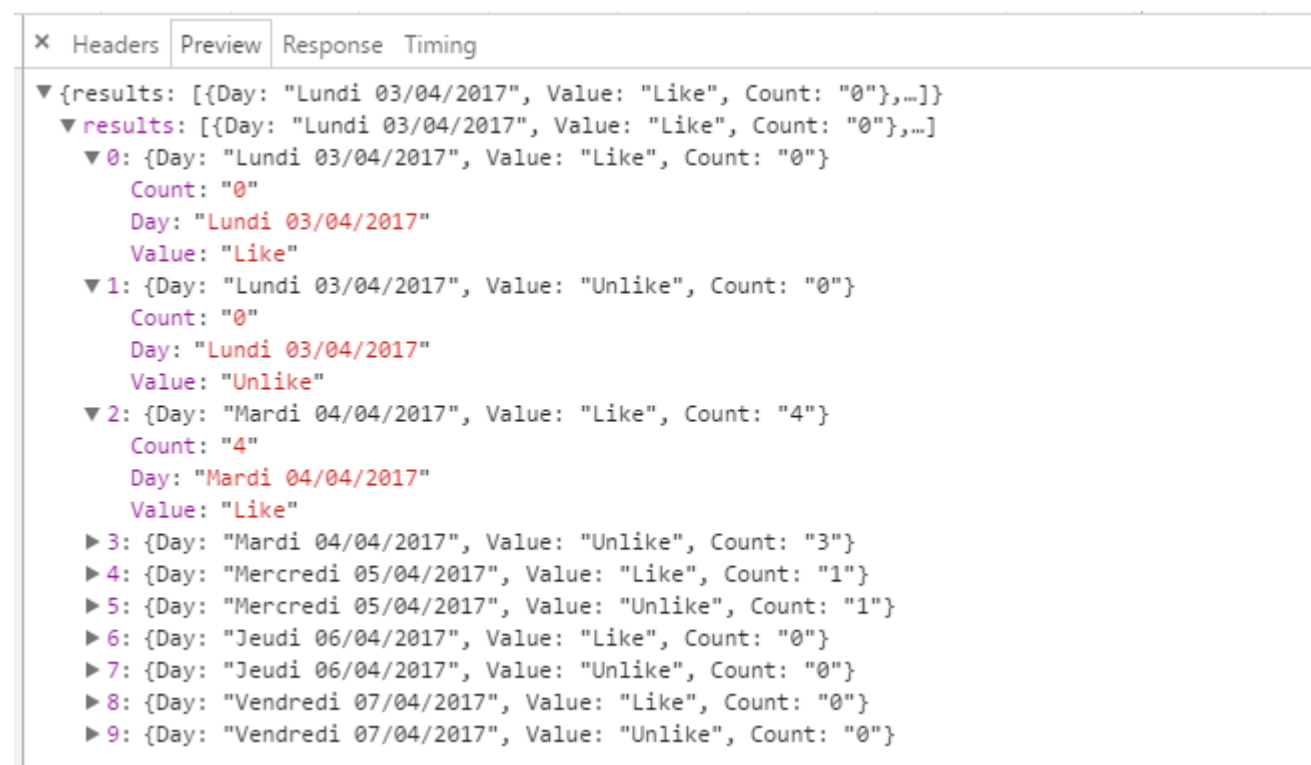 × Headers Preview Response Timing
▼ {results: [{Day: "Lundi 03/04/2017", Value: "Like", Count: "0"},…]}
▼ results: [{Day: "Lundi 03/04/2017", Value: "Like", Count: "0"},…]
▼ 0: {Day: "Lundi 03/04/2017", Value: "Like", Count: "0"}
Count: "0"
Day: "Lundi 03/04/2017"
Value: "Like"
▼ 1: {Day: "Lundi 03/04/2017", Value: "Unlike", Count: "0"}
Count: "0"
Day: "Lundi 03/04/2017"
Value: "Unlike"
▼ 2: {Day: "Mardi 04/04/2017", Value: "Like", Count: "4"}
Count: "4"
Day: "Mardi 04/04/2017"
Value: "Like"
▶ 3: {Day: "Mardi 04/04/2017", Value: "Unlike", Count: "3"}
▶ 4: {Day: "Mercredi 05/04/2017", Value: "Like", Count: "1"}
▶ 5: {Day: "Mercredi 05/04/2017", Value: "Unlike", Count: "1"}
▶ 6: {Day: "Jeudi 06/04/2017", Value: "Like", Count: "0"}
▶ 7: {Day: "Jeudi 06/04/2017", Value: "Unlike", Count: "0"}
▶ 8: {Day: "Vendredi 07/04/2017", Value: "Like", Count: "0"}
▶ 9: {Day: "Vendredi 07/04/2017", Value: "Unlike", Count: "0"}